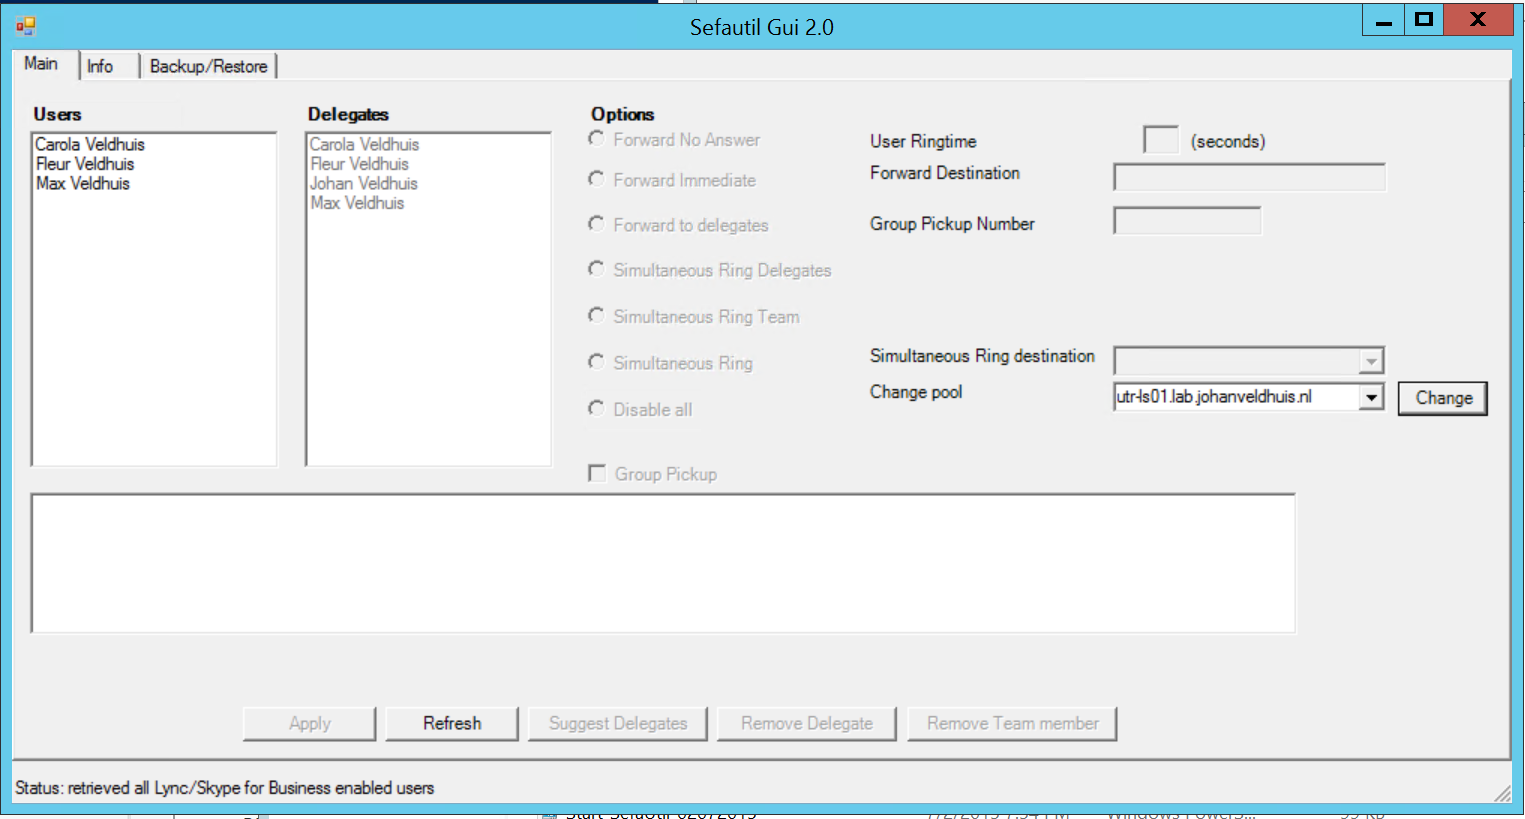 Sefautil Gui 2.0
Main
Info
Backup/Restore
Users
Carola Veldhuis
Fleur Veldhuis
Max Veldhuis
Delegates
Carola Veldhuis
Fleur Veldhuis
Johan Veldhuis
Max Veldhuis
Options
Forward No Answer
Forward Immediate
Forward to delegates
Simultaneous Ring Delegates
Simultaneous Ring Team
Simultaneous Ring
Disable all
Group Pickup
User Ringtime (seconds)
Forward Destination
Group Pickup Number
Simultaneous Ring destination
Change pool utr-ls01.lab.johanveldhuis.nl Change
Apply Refresh Suggest Delegates Remove Delegate Remove Team member
Status: retrieved all Lync/Skype for Business enabled users